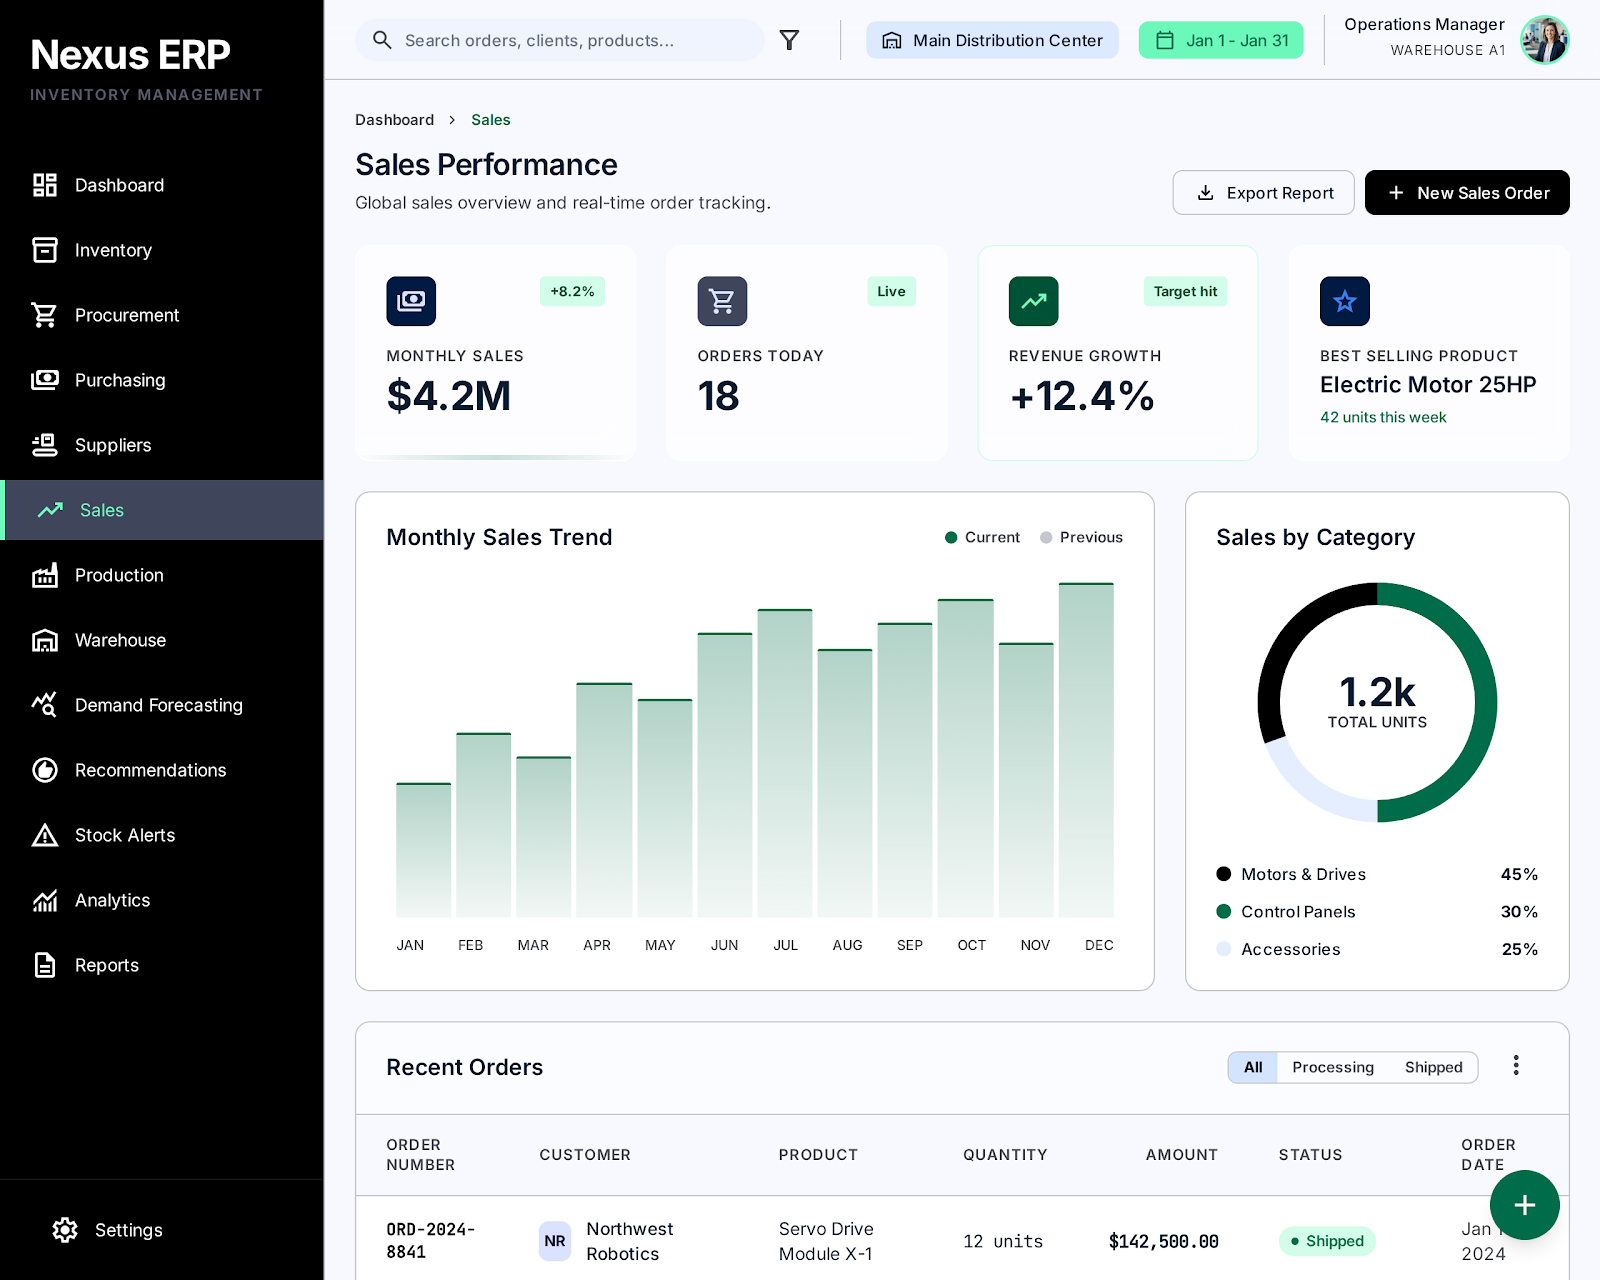 Nexus ERP
INVENTORY MANAGEMENT
Dashboard
Inventory
Procurement
Purchasing
Suppliers
Sales
Production
Warehouse
Demand Forecasting
Recommendations
Stock Alerts
Analytics
Reports
Settings
Search orders, clients, products...
Main Distribution Center
Jan 1 - Jan 31
Operations Manager
WAREHOUSE A1
Dashboard > Sales
Sales Performance
Global sales overview and real-time order tracking.
Export Report
New Sales Order
+8.2%
MONTHLY SALES
$4.2M
Live
ORDERS TODAY
18
Target hit
REVENUE GROWTH
+12.4%
BEST SELLING PRODUCT
Electric Motor 25HP
42 units this week
Monthly Sales Trend
Current Previous
JAN FEB MAR APR MAY JUN JUL AUG SEP OCT NOV DEC
Sales by Category
1.2k
TOTAL UNITS
Motors & Drives 45%
Control Panels 30%
Accessories 25%
Recent Orders
All Processing Shipped
ORDER NUMBER CUSTOMER PRODUCT QUANTITY AMOUNT STATUS ORDER DATE
ORD-2024-8841 NR Northwest Robotics Servo Drive Module X-1 12 units $142,500.00 Shipped Jan 2024